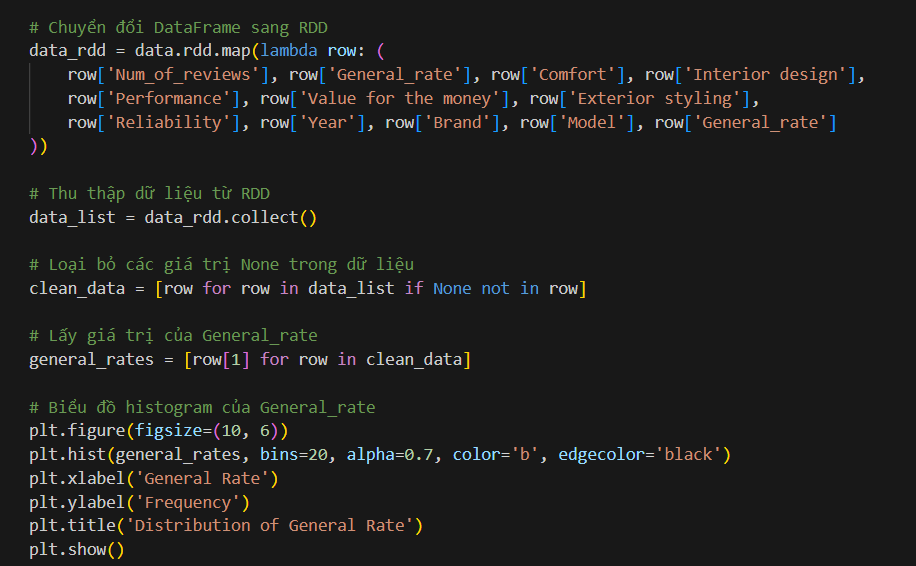 # Chuyển đổi DataFrame sang RDD
data_rdd = data.rdd.map(lambda row: (
    row['Num_of_reviews'], row['General_rate'], row['Comfort'], row['Interior design'],
    row['Performance'], row['Value for the money'], row['Exterior styling'],
    row['Reliability'], row['Year'], row['Brand'], row['Model'], row['General_rate']
))

# Thu thập dữ liệu từ RDD
data_list = data_rdd.collect()

# Loại bỏ các giá trị None trong dữ liệu
clean_data = [row for row in data_list if None not in row]

# Lấy giá trị của General_rate
general_rates = [row[1] for row in clean_data]

# Biểu đồ histogram của General_rate
plt.figure(figsize=(10, 6))
plt.hist(general_rates, bins=20, alpha=0.7, color='b', edgecolor='black')
plt.xlabel('General Rate')
plt.ylabel('Frequency')
plt.title('Distribution of General Rate')
plt.show()